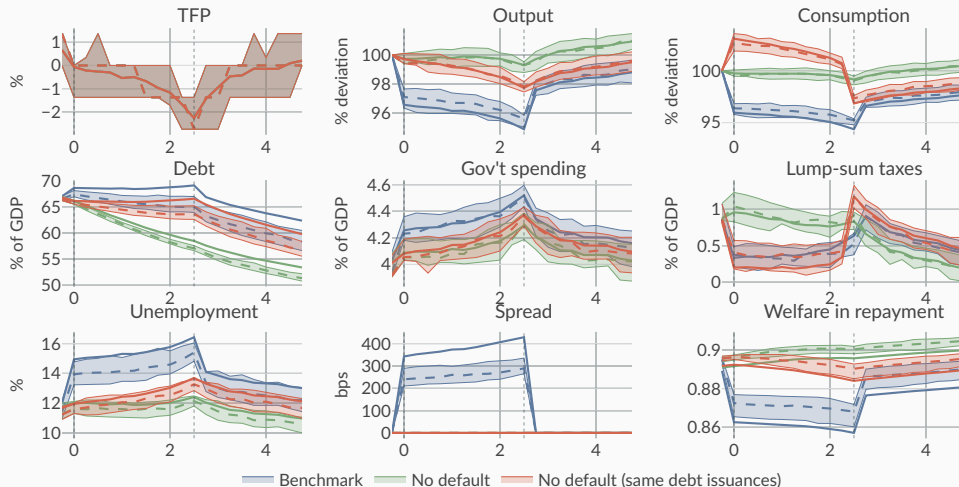 TFP
Output
Consumption
%
1
0
−1
−2
0 2 4
% deviation
100
98
96
0 2 4
% deviation
100
95
0 2 4
Debt
Gov't spending
Lump-sum taxes
% of GDP
70
65
60
55
50
0 2 4
% of GDP
4.6
4.4
4.2
4
0 2 4
% of GDP
1
0.5
0
0 2 4
Unemployment
Spread
Welfare in repayment
%
16
14
12
10
0 2 4
bps
400
300
200
100
0
0 2 4
0.9
0.88
0.86
0 2 4
Benchmark No default No default (same debt issuances)